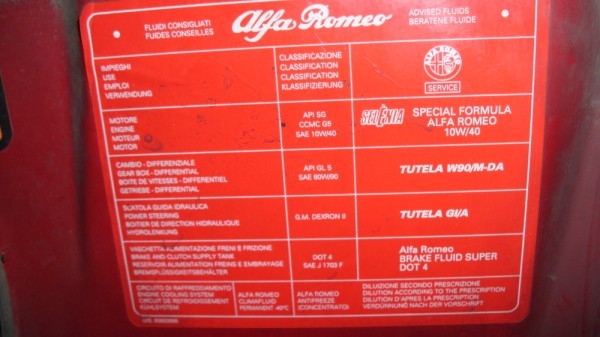 FLUIDI CONSIGLIATI
FUIDES CONSEILLES
Alfa Romeo
ADVISED FLUIDS
BERATENE FLUIDE
IMPIEGHI
USE
EMPLOI
VERWENDUNG
CLASSIFICAZIONE
CLASSIFICATION
CLASSIFICATION
KLASSIFIZIERUNG
ALFA ROMEO
SERVICE
MOTORE
ENGINE
MOTEUR
MOTOR
API SG
CCMC G5
SAE 10W/40
SELENIA
SPECIAL FORMULA
ALFA ROMEO
10W/40
CAMBIO - DIFFERENZIALE
GEAR BOX - DIFFERENTIAL
BOITE DE VITESSES - DIFFERENTIEL
GETRIEBE - DIFFERENTIAL
API GL 5
SAE 80W/90
TUTELA W90/M-DA
SCATOLA GUIDA IDRAULICA
POWER STEERING
BOITIER DE DIRECTION HIDRAULIQUE
HYDROLENKUNG
G.M. DEXRON II
TUTELA GI/A
VASCHETTA ALIMENTAZIONE FRENI E FRIZIONE
BRAKE AND CLUTCH SUPPLY TANK
RESERVOIR ALIMENTATION FREINS E EMBRAYAGE
BREMSFLÜSSIGKEITSBEHÄLTER
DOT 4
SAE J 1703 F
Alfa Romeo
BRAKE FLUID SUPER
DOT 4
CIRCUITO DI RAFFREDDAMENTO
ENGINE COOLING SYSTEM
CIRCUIT DE REFROIDISSEMENT
KÜHLSYSTEM
ALFA ROMEO
CLIMAFLUID
PERMANENT -40°C
ALFA ROMEO
ANTIFREEZE
(CONCENTRATO)
DILUIZIONE SECONDO PRESCRIZIONE
DILUTION ACCORDING TO THE PRESCRIPTION
DILUTION D'APRES LA PRESCRIPTION
VERDÜNNUNG NACH DER VORSCHRIFT